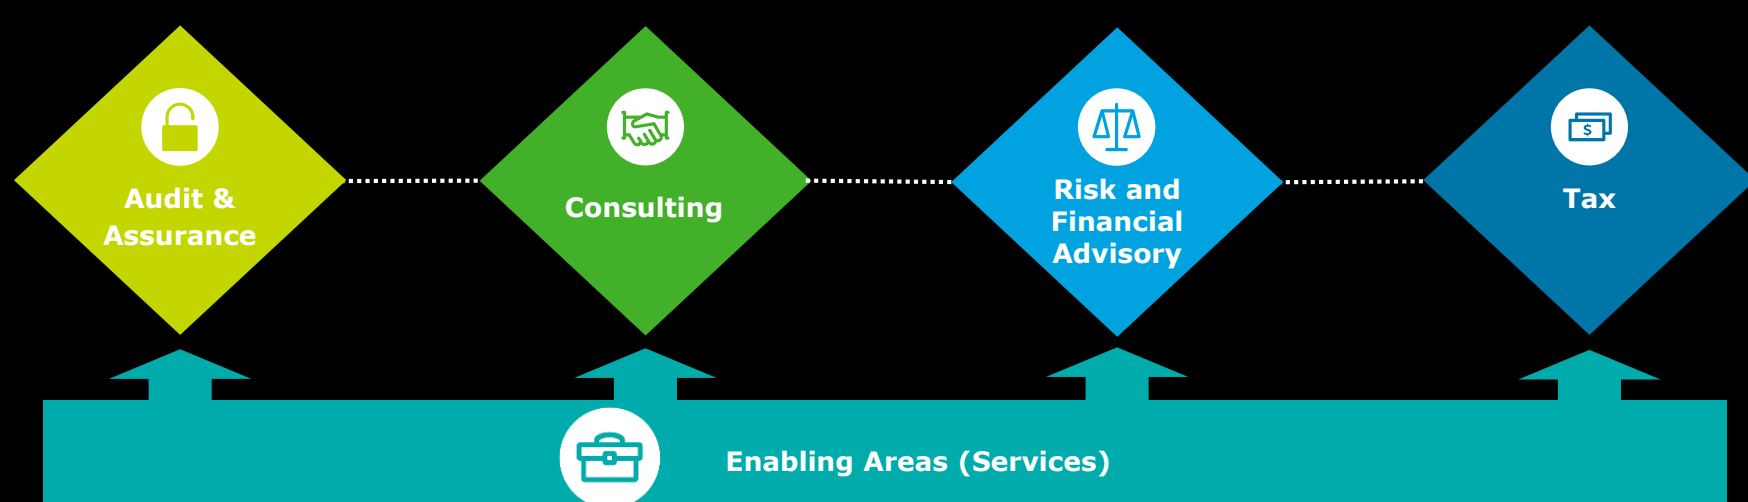 Audit &
Assurance
Consulting
Risk and
Financial
Advisory
$
Tax
Enabling Areas (Services)